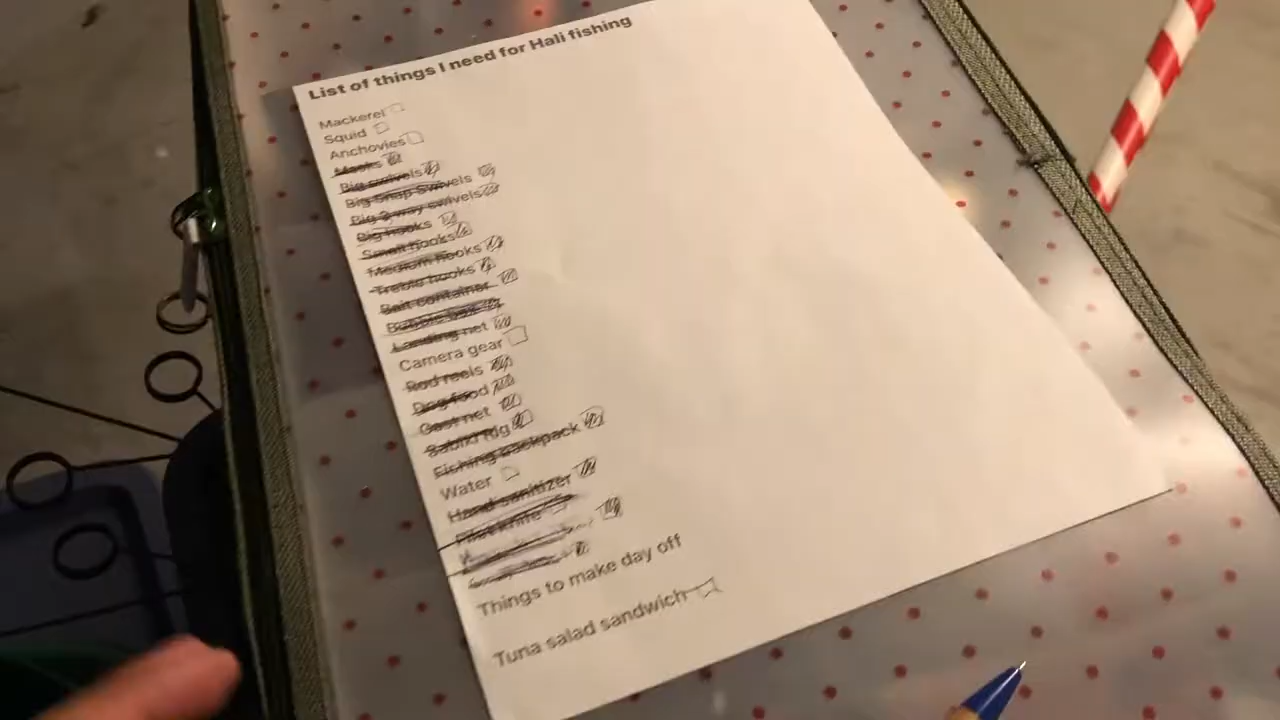 List of things I need for Hali fishing
Mackerel
Squid
Anchovies
Masks
Big swivels
Big Snap Swivels
Big 3 way swivels
Big hooks
Small hooks
Medium hooks
Treble hooks
Bait container
Landing net
Camera gear
Rod reels
Dog food
Cast net
Sabiki rig
Fishing backpack
Water
Hand sanitizer
knife
Things to make day off
Tuna salad sandwich